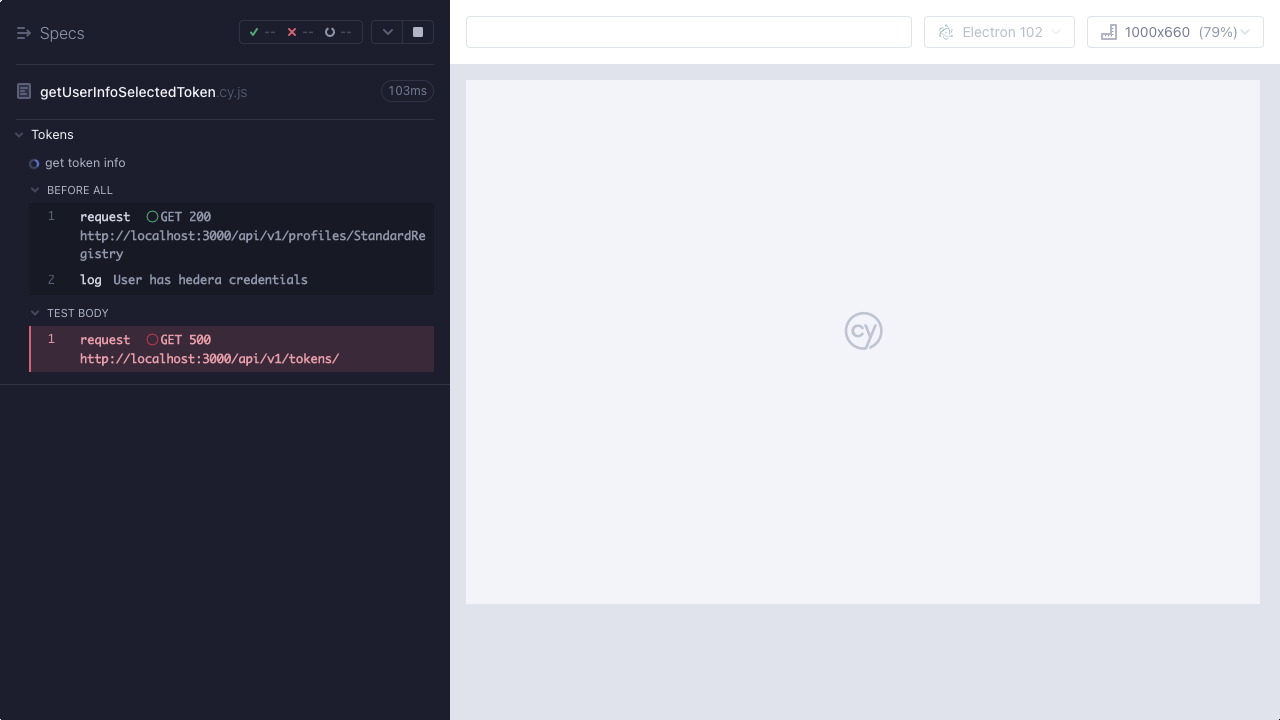 Specs
--
--
--
getUserInfoSelectedToken.cy.js
103ms
Tokens
get token info
BEFORE ALL
1 request GET 200
http://localhost:3000/api/v1/profiles/StandardRe
gistry
2 log User has hedera credentials
TEST BODY
1 request GET 500
http://localhost:3000/api/v1/tokens/
Electron 102
1000x660 (79%)
cy